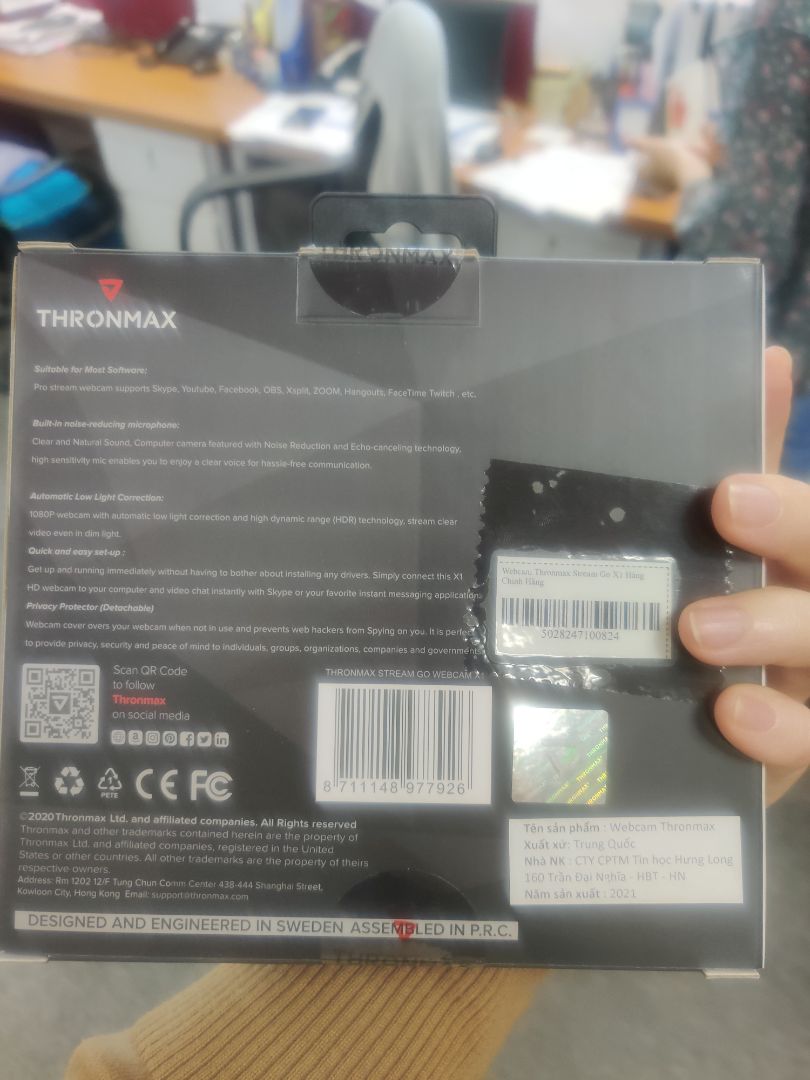 THRONMAX
THRONMAX
Suitable for Most Software:
Pro stream webcam supports Skype, Youtube, Facebook, OBS, Xsplit, ZOOM, Hangouts, FaceTime Twitch , etc.
Built-in noise-reducing microphone:
Clear and Natural Sound, Computer camera featured with Noise Reduction and Echo-canceling technology,
high sensitivity mic enables you to enjoy a clear voice for hassle-free communication.
Automatic Low Light Correction:
1080P webcam with automatic low light correction and high dynamic range (HDR) technology, stream clear
video even in dim light.
Quick and easy set-up :
Get up and running immediately without having to bother about installing any drivers. Simply connect this X1
HD webcam to your computer and video chat instantly with Skype or your favorite instant messaging application.
Privacy Protector (Detachable)
Webcam cover overs your webcam when not in use and prevents web hackers from Spying on you. It is
to provide privacy, security and peace of mind to individuals, groups, organizations, companies and governments
Webcam Thronmax Stream Go X1 Hàng
Chính Hãng
5028247100824
Scan QR Code
to follow
Thronmax
on social media
THRONMAX STREAM GO WEBCAM
8 711148 977926
THRONMAX
THRONMAX
1
PETE
CE FC
©2020Thronmax Ltd. and affiliated companies. All Rights reserved
Thronmax and other trademarks contained herein are the property of
Thronmax Ltd. and affiliated companies, registered in the United
States or other countries. All other trademarks are the property of theirs
respective owners.
Address: Rm 1202 12/F Tung Chun Comm Center 438-444 Shanghai Street,
Kowloon City, Hong Kong Email: support@thronmax.com
Tên sản phẩm : Webcam Thronmax
Xuất xứ: Trung Quốc
Nhà NK : CTY CPTM Tin học Hưng Long
160 Trần Đại Nghĩa - HBT - HN
Năm sản xuất : 2021
DESIGNED AND ENGINEERED IN SWEDEN ASSEMBLED IN P.R.C.